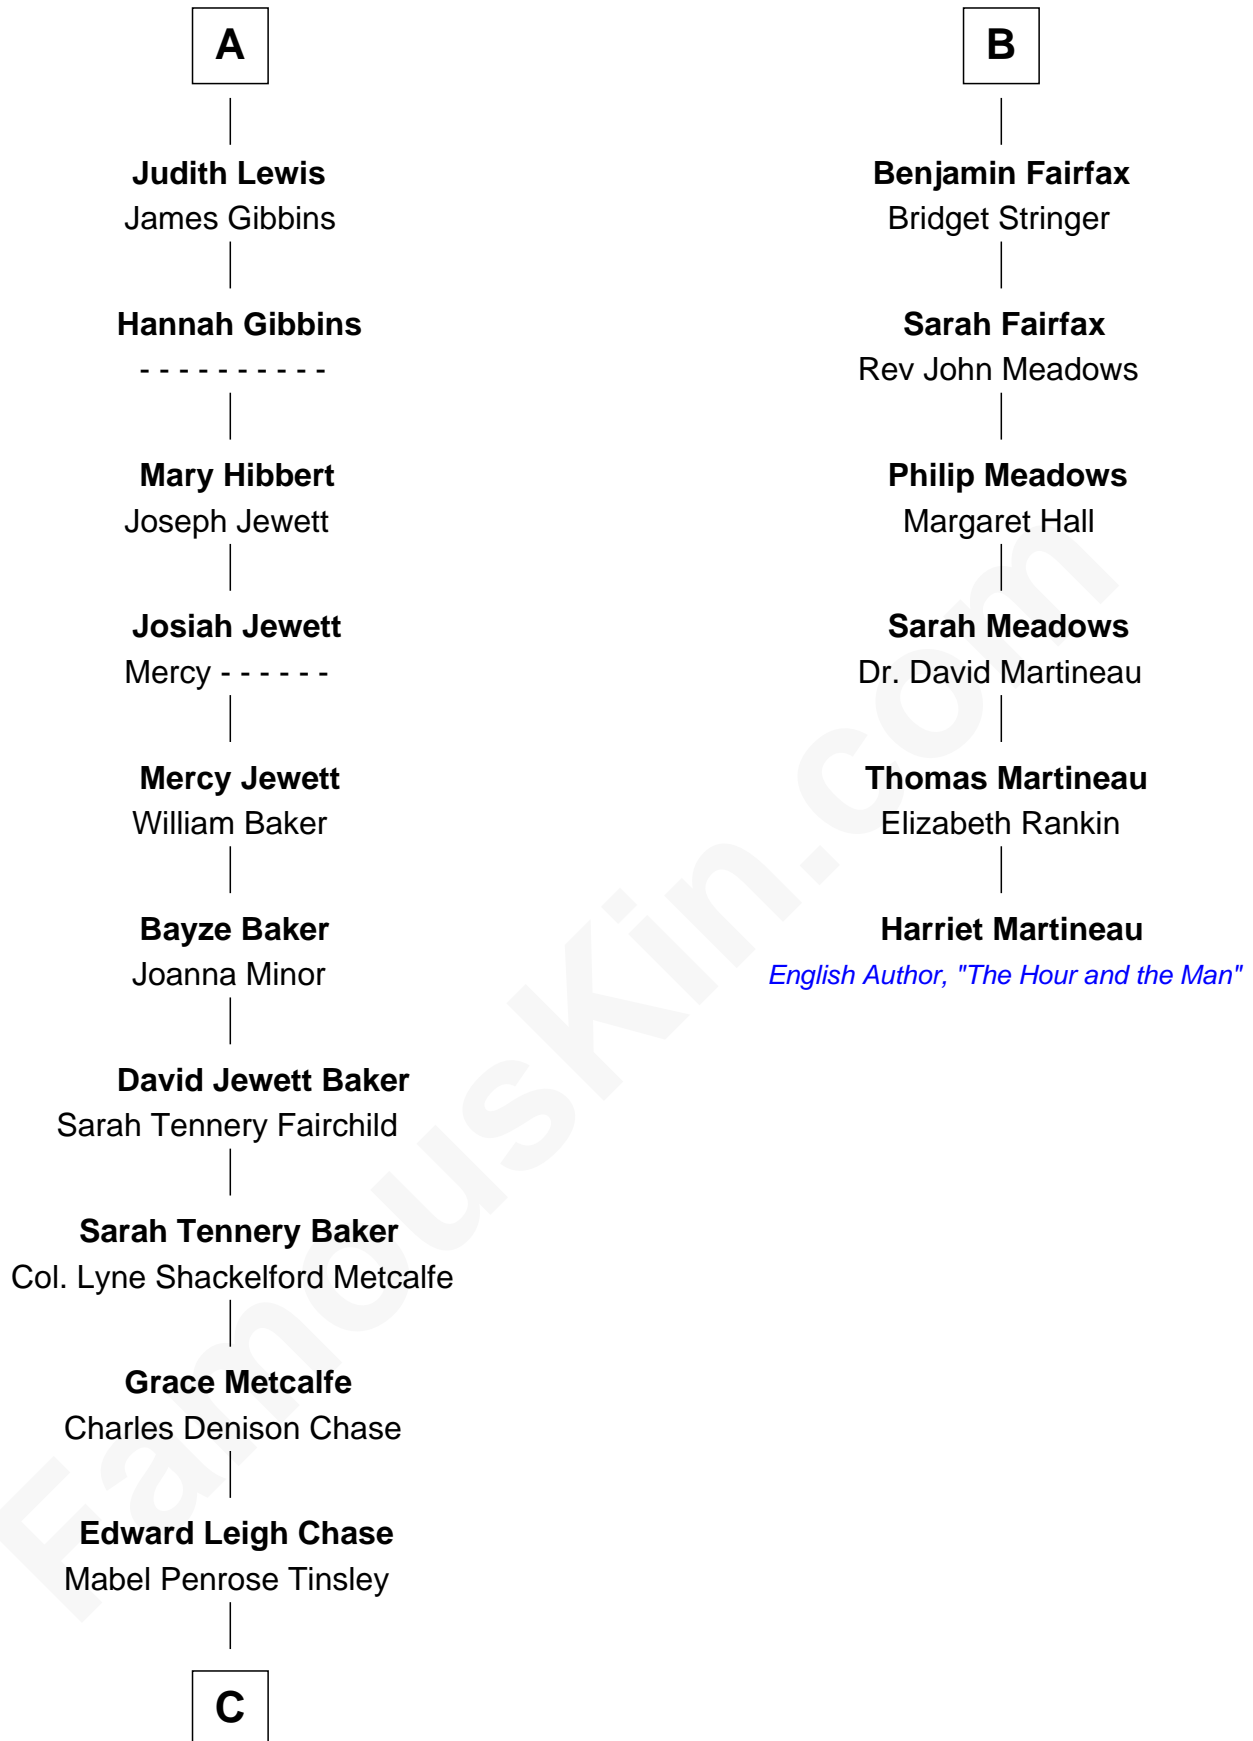 A
Judith Lewis
James Gibbins
Hannah Gibbins
- - - - - - - - - -
Mary Hibbert
Joseph Jewett
Josiah Jewett
Mercy - - - - - -
Mercy Jewett
William Baker
Bayze Baker
Joanna Minor
David Jewett Baker
Sarah Tennery Fairchild
Sarah Tennery Baker
Col. Lyne Shackelford Metcalfe
Grace Metcalfe
Charles Denison Chase
Edward Leigh Chase
Mabel Penrose Tinsley
C
B
Benjamin Fairfax
Bridget Stringer
Sarah Fairfax
Rev John Meadows
Philip Meadows
Margaret Hall
Sarah Meadows
Dr. David Martineau
Thomas Martineau
Elizabeth Rankin
Harriet Martineau
English Author, "The Hour and the Man"
FamousKin.com